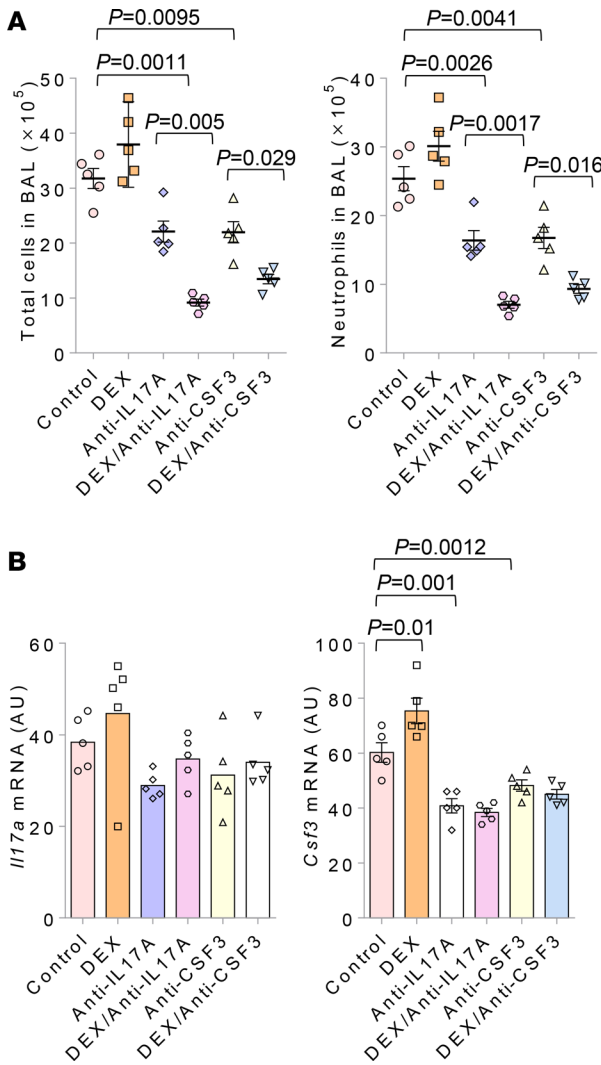 A
P=0.0095
P=0.0011
P=0.005
P=0.029
Total cells in BAL (×10⁵)
50
40
30
20
10
0
Control
DEX
Anti-IL17A
DEX/Anti-IL17A
Anti-CSF3
DEX/Anti-CSF3
P=0.0041
P=0.0026
P=0.0017
P=0.016
Neutrophils in BAL (×10⁵)
40
30
20
10
0
Control
DEX
Anti-IL17A
DEX/Anti-IL17A
Anti-CSF3
DEX/Anti-CSF3
B
Il17a mRNA (AU)
60
40
20
0
Control
DEX
Anti-IL17A
DEX/Anti-IL17A
Anti-CSF3
DEX/Anti-CSF3
P=0.0012
P=0.001
P=0.01
Csf3 mRNA (AU)
100
80
60
40
20
0
Control
DEX
Anti-IL17A
DEX/Anti-IL17A
Anti-CSF3
DEX/Anti-CSF3